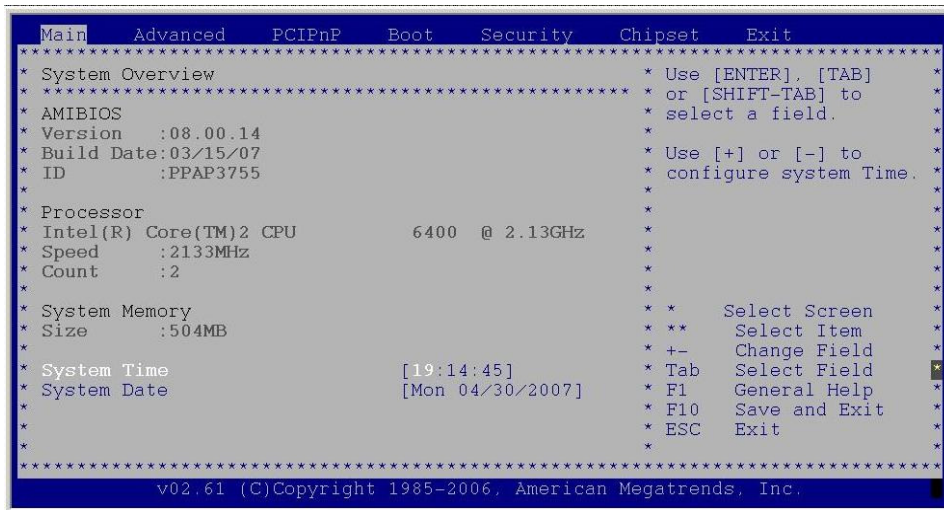 Main Advanced PCIPnP Boot Security Chipset Exit
System Overview
AMIBIOS
Version :08.00.14
Build Date:03/15/07
ID :PPAP3755
Processor
Intel(R) Core(TM)2 CPU 6400 @ 2.13GHz
Speed :2133MHz
Count :2
System Memory
Size :504MB
System Time [19:14:45]
System Date [Mon 04/30/2007]
Use [ENTER], [TAB]
or [SHIFT-TAB] to
select a field.
Use [+] or [-] to
configure system Time.
* Select Screen
** Select Item
+- Change Field
Tab Select Field
F1 General Help
F10 Save and Exit
ESC Exit
v02.61 (C)Copyright 1985-2006, American Megatrends, Inc.